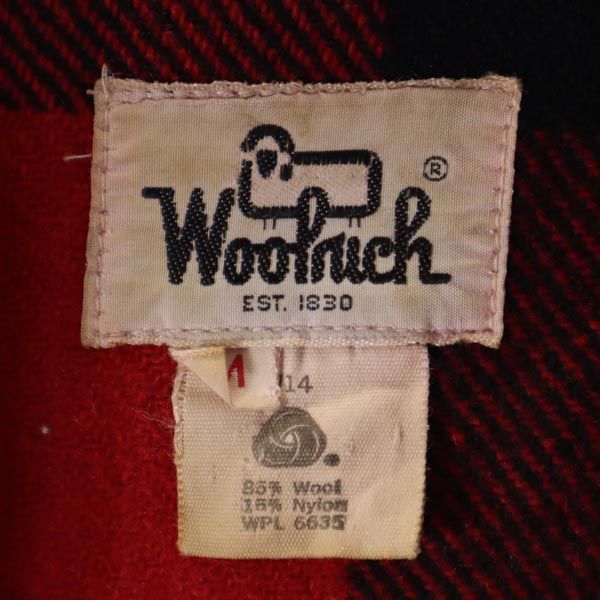 Woolrich ®
EST. 1830
14
85% Wool
15% Nylon
WPL 6635